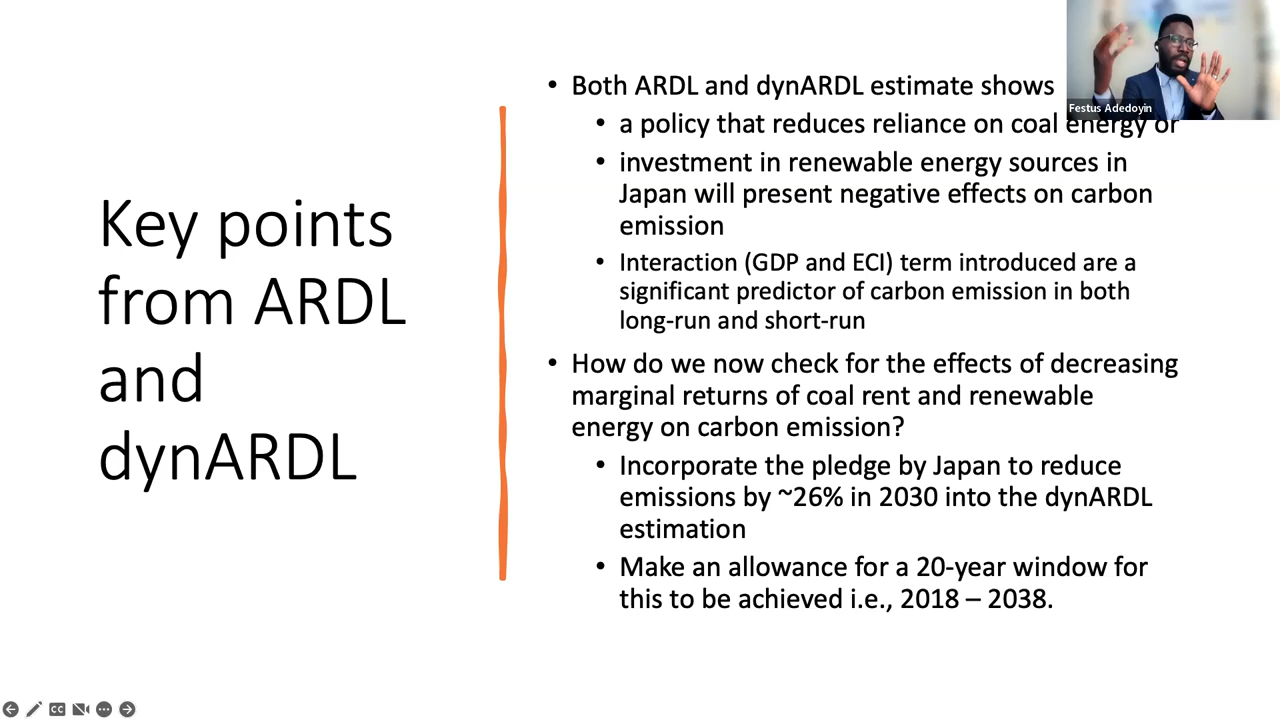 Key points
from ARDL
and
dynARDL
• Both ARDL and dynARDL estimate shows
• a policy that reduces reliance on coal energy or
• investment in renewable energy sources in
Japan will present negative effects on carbon
emission
• Interaction (GDP and ECI) term introduced are a
significant predictor of carbon emission in both
long-run and short-run
• How do we now check for the effects of decreasing
marginal returns of coal rent and renewable
energy on carbon emission?
• Incorporate the pledge by Japan to reduce
emissions by ~26% in 2030 into the dynARDL
estimation
• Make an allowance for a 20-year window for
this to be achieved i.e., 2018 – 2038.
Festus Adedoyin
CC